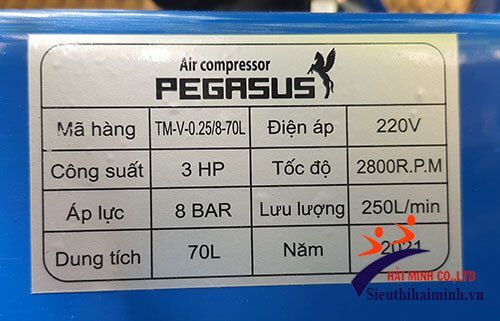 Air compressor
PEGASUS
Mã hàng TM-V-0.25/8-70L Điện áp 220V
Công suất 3 HP Tốc độ 2800R.P.M
Áp lực 8 BAR Lưu lượng 250L/min
Dung tích 70L Năm 2021
HẢI MINH CO.,LTD
Sieuthihaiminh.vn